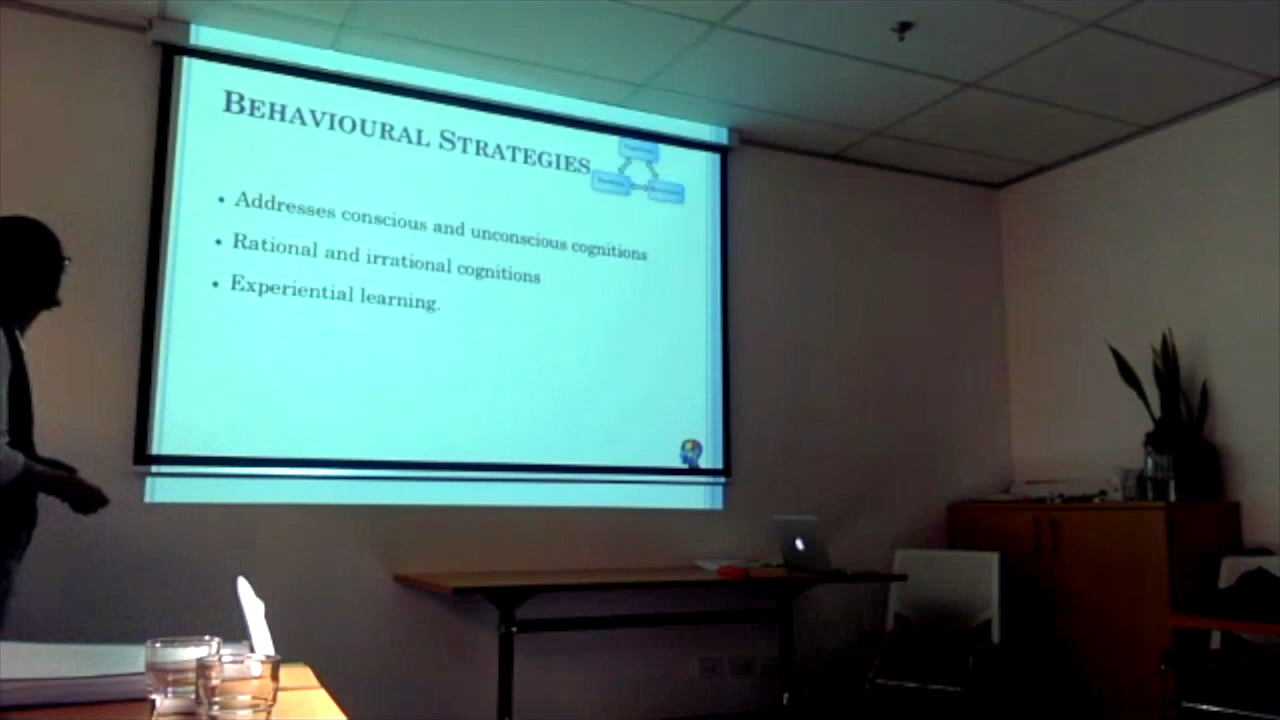 BEHAVIOURAL STRATEGIES
• Addresses conscious and unconscious cognitions
• Rational and irrational cognitions
• Experiential learning.